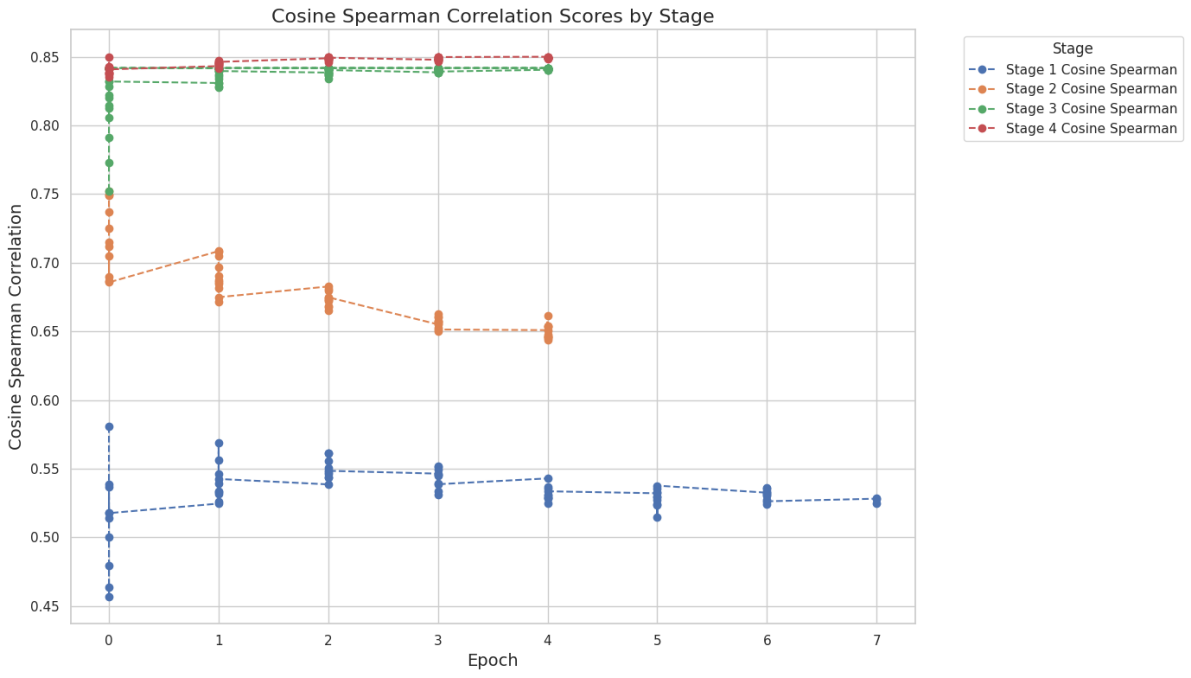 Cosine Spearman Correlation Scores by Stage
Cosine Spearman Correlation
0.85
0.80
0.75
0.70
0.65
0.60
0.55
0.50
0.45
0 1 2 3 4 5 6 7
Epoch
Stage
Stage 1 Cosine Spearman
Stage 2 Cosine Spearman
Stage 3 Cosine Spearman
Stage 4 Cosine Spearman